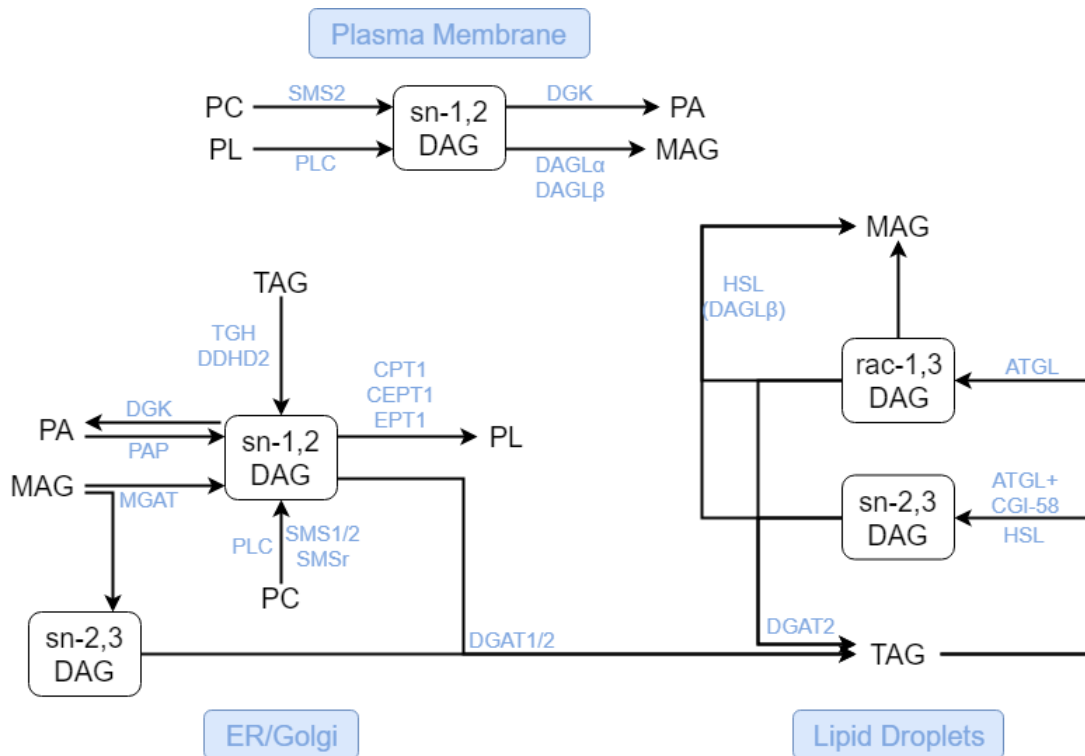 Plasma Membrane
PC
SMS2
sn-1,2
DAG
DGK
PA
PL
PLC
DAGLα
DAGLβ
MAG
TAG
TGH
DDHD2
CPT1
CEPT1
EPT1
DGK
PA
PAP
sn-1,2
DAG
PL
MAG
MGAT
PLC
SMS1/2
SMSr
PC
sn-2,3
DAG
DGAT1/2
ER/Golgi
MAG
HSL
(DAGLβ)
rac-1,3
DAG
ATGL
sn-2,3
DAG
ATGL+
CGI-58
HSL
DGAT2
TAG
Lipid Droplets